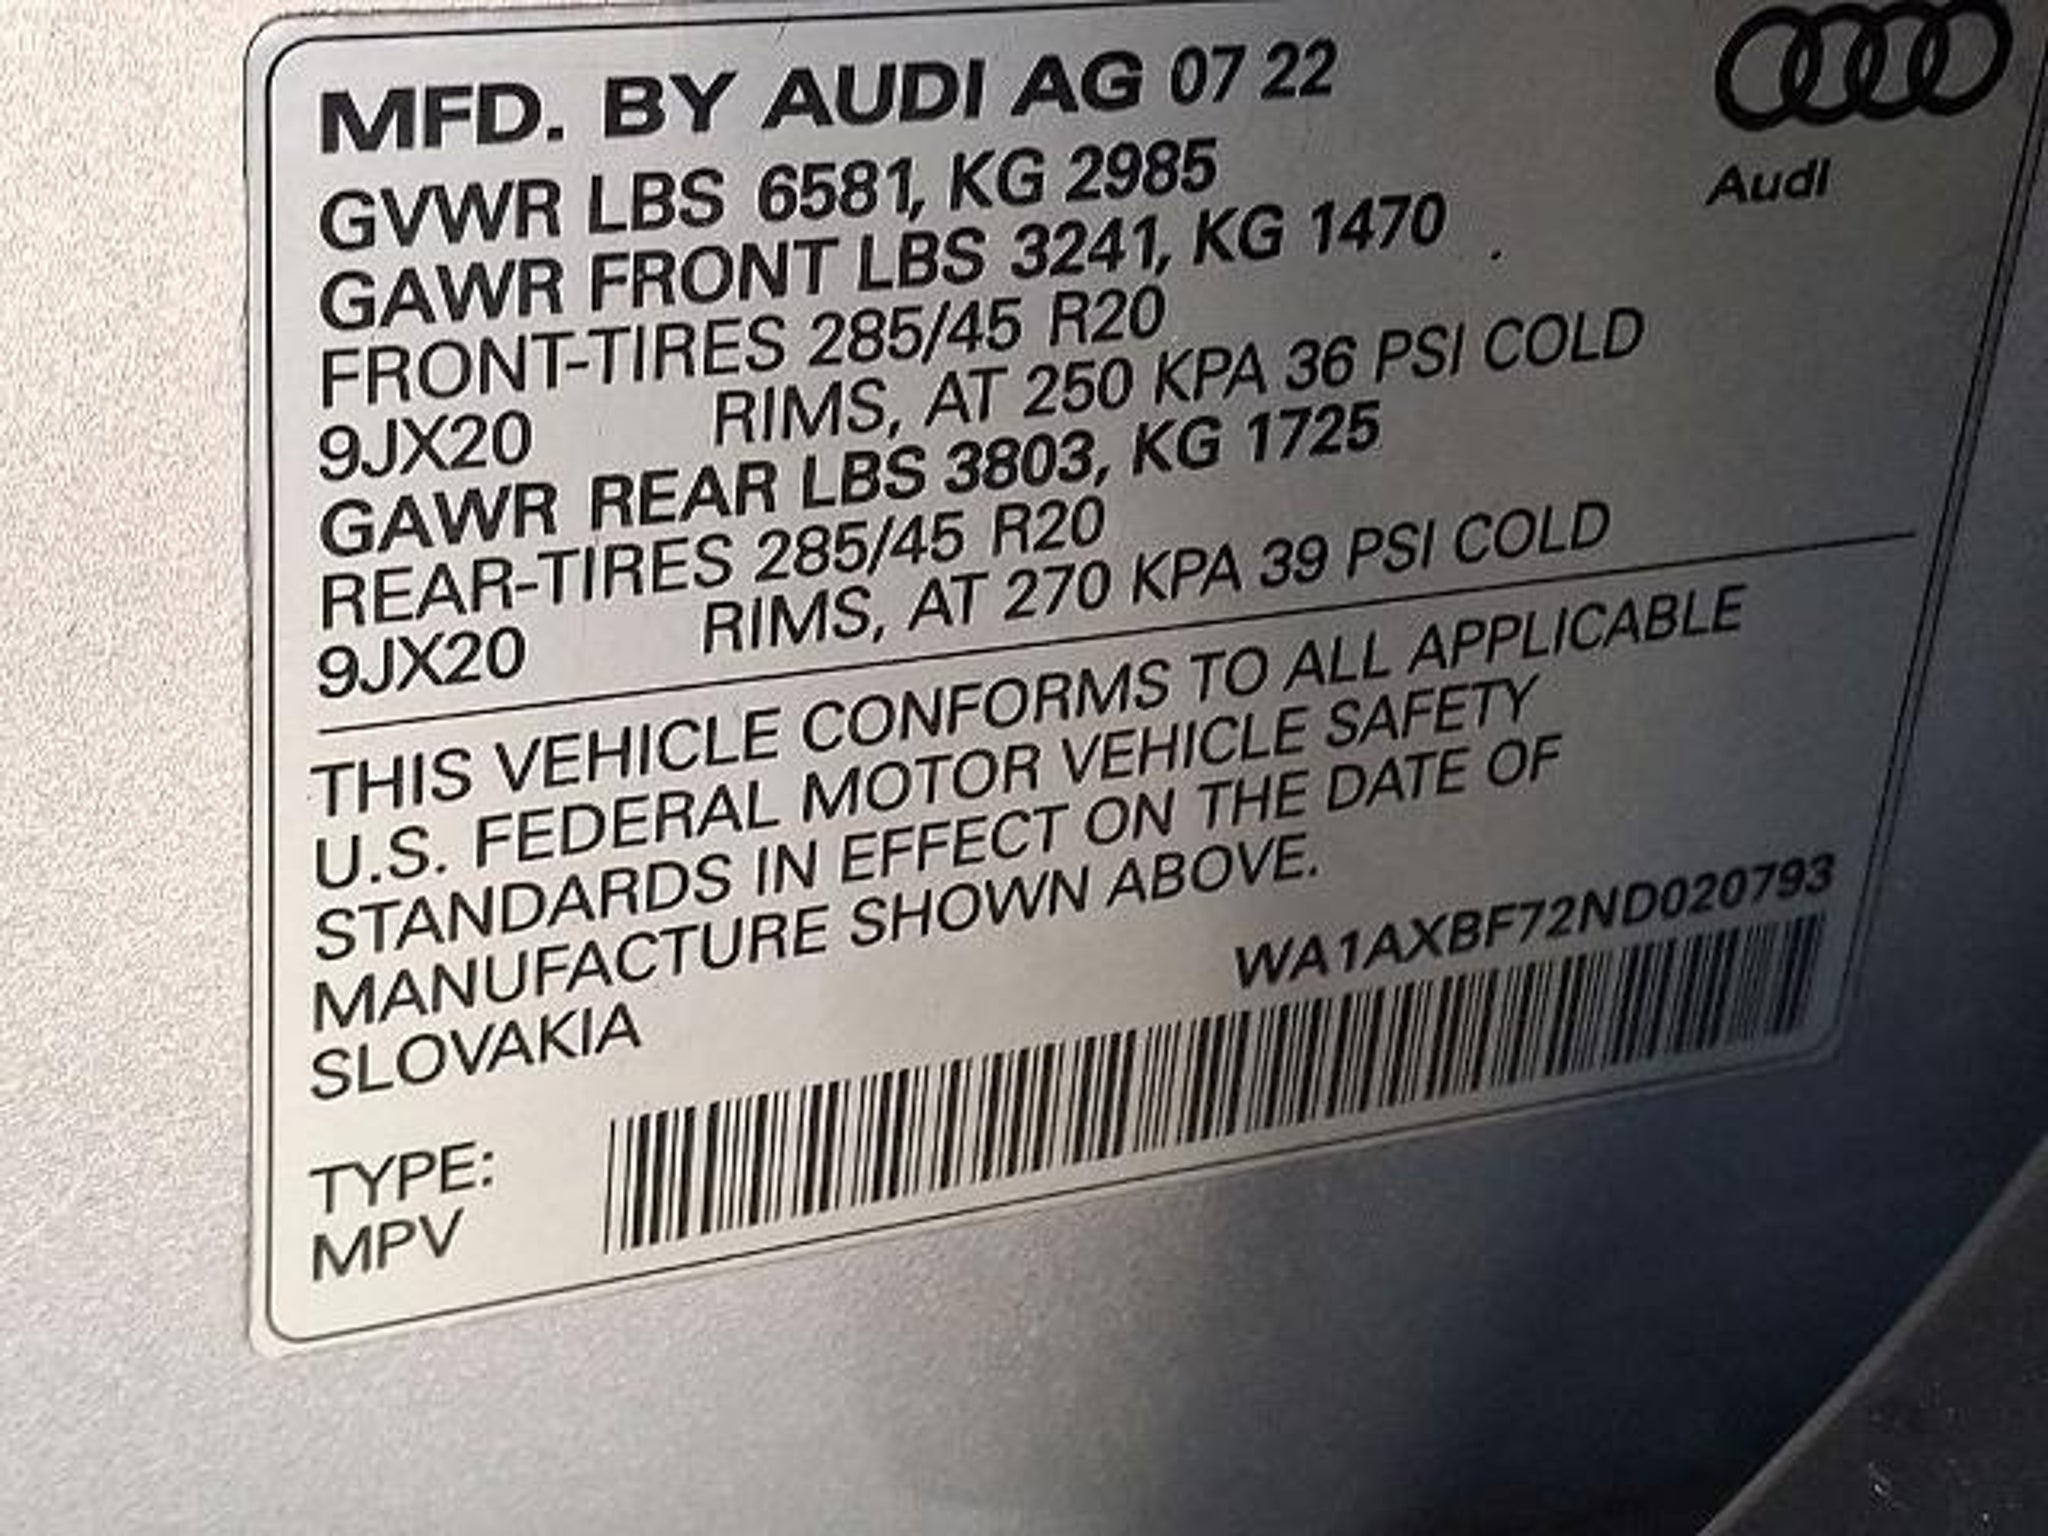 MFD. BY AUDI AG 07 22
Audi
GVWR LBS 6581, KG 2985
GAWR FRONT LBS 3241, KG 1470
FRONT-TIRES 285/45 R20
9JX20 RIMS, AT 250 KPA 36 PSI COLD
GAWR REAR LBS 3803, KG 1725
REAR-TIRES 285/45 R20
9JX20 RIMS, AT 270 KPA 39 PSI COLD
THIS VEHICLE CONFORMS TO ALL APPLICABLE
U.S. FEDERAL MOTOR VEHICLE SAFETY
STANDARDS IN EFFECT ON THE DATE OF
MANUFACTURE SHOWN ABOVE.
SLOVAKIA
WA1AXBF72ND020793
TYPE:
MPV